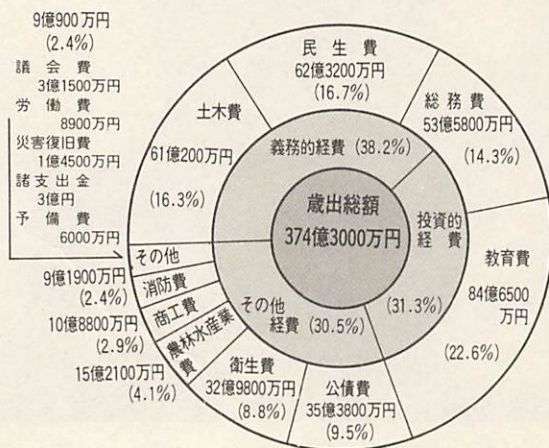 9億900万円
(2.4%)
議会費
3億1500万円
労働費
8900万円
災害復旧費
1億4500万円
諸支出金
3億円
予備費
6000万円
民生費
62億3200万円
(16.7%)
総務費
53億5800万円
(14.3%)
教育費
84億6500
万円
(22.6%)
公債費
35億3800万円
(9.5%)
衛生費
32億9800万円
(8.8%)
農林水産業
費
15億2100万円
(4.1%)
商工費
10億8800万円
(2.9%)
消防費
9億1900万円
(2.4%)
その他
土木費
61億200万円
(16.3%)
義務的経費(38.2%)
投資的
経費
(31.3%)
その他
経費(30.5%)
歳出総額
374億3000万円